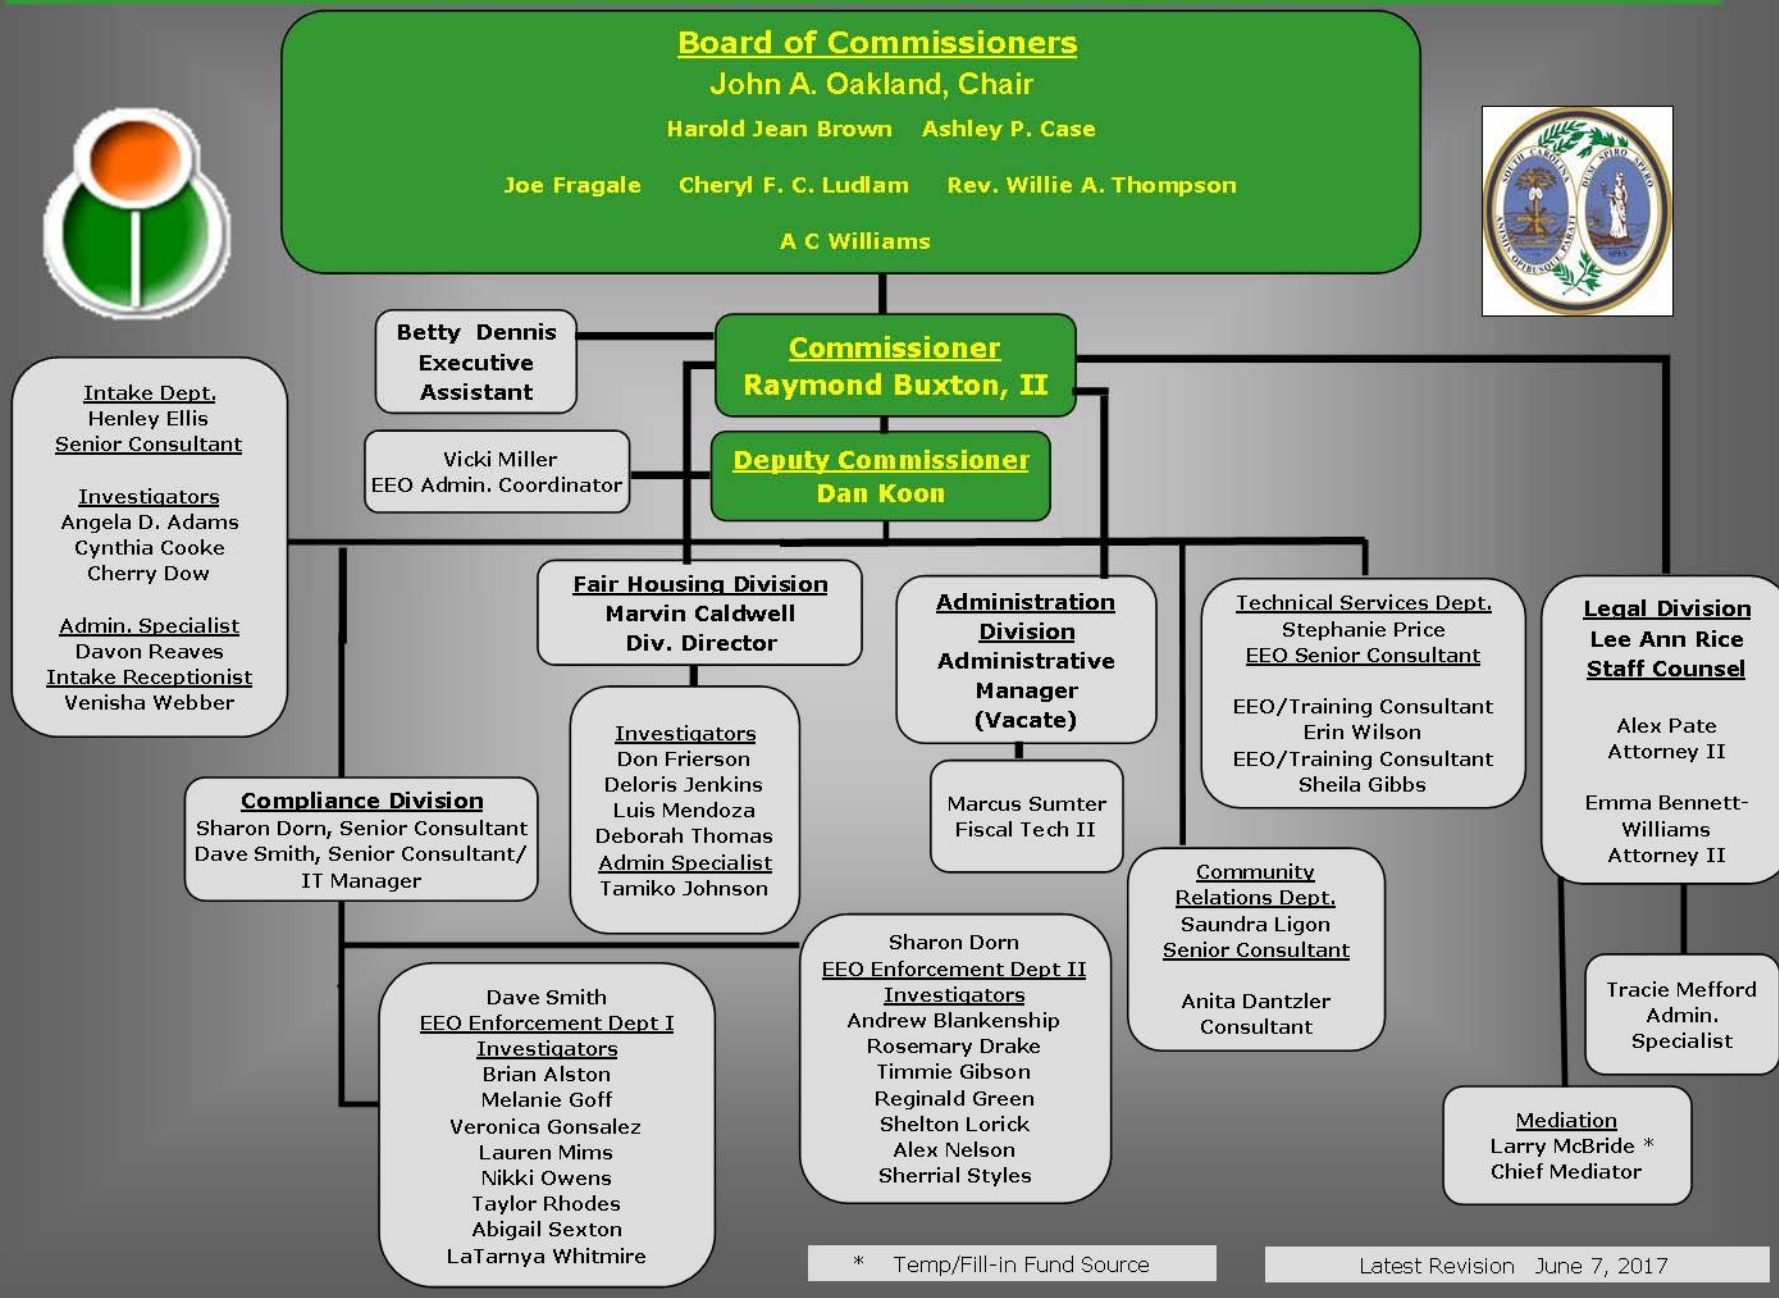 Board of Commissioners
John A. Oakland, Chair
Harold Jean Brown Ashley P. Case
Joe Fragale Cheryl F. C. Ludlam Rev. Willie A. Thompson
A C Williams
SOUTH CAROLINA
DUM SPIRO SPERO
ANIMIS OPIBUSQUE PARATI
SPES
Betty Dennis
Executive
Assistant
Commissioner
Raymond Buxton, II
Vicki Miller
EEO Admin. Coordinator
Deputy Commissioner
Dan Koon
Intake Dept.
Henley Ellis
Senior Consultant
Investigators
Angela D. Adams
Cynthia Cooke
Cherry Dow
Admin. Specialist
Davon Reaves
Intake Receptionist
Venisha Webber
Fair Housing Division
Marvin Caldwell
Div. Director
Investigators
Don Frierson
Deloris Jenkins
Luis Mendoza
Deborah Thomas
Admin Specialist
Tamiko Johnson
Administration
Division
Administrative
Manager
(Vacate)
Marcus Sumter
Fiscal Tech II
Technical Services Dept.
Stephanie Price
EEO Senior Consultant
EEO/Training Consultant
Erin Wilson
EEO/Training Consultant
Sheila Gibbs
Legal Division
Lee Ann Rice
Staff Counsel
Alex Pate
Attorney II
Emma Bennett-
Williams
Attorney II
Compliance Division
Sharon Dorn, Senior Consultant
Dave Smith, Senior Consultant/
IT Manager
Community
Relations Dept.
Saundra Ligon
Senior Consultant
Anita Dantzler
Consultant
Dave Smith
EEO Enforcement Dept I
Investigators
Brian Alston
Melanie Goff
Veronica Gonsalez
Lauren Mims
Nikki Owens
Taylor Rhodes
Abigail Sexton
LaTarnya Whitmire
Sharon Dorn
EEO Enforcement Dept II
Investigators
Andrew Blankenship
Rosemary Drake
Timmie Gibson
Reginald Green
Shelton Lorick
Alex Nelson
Sherrial Styles
Tracie Mefford
Admin.
Specialist
Mediation
Larry McBride *
Chief Mediator
* Temp/Fill-in Fund Source
Latest Revision June 7, 2017